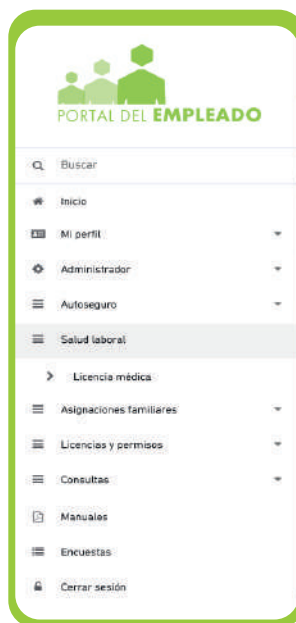 PORTAL DEL EMPLEADO
Buscar
Inicio
Mi perfil
Administrador
Autoseguro
Salud laboral
Licencia médica
Asignaciones familiares
Licencias y permisos
Consultas
Manuales
Encuestas
Cerrar sesión